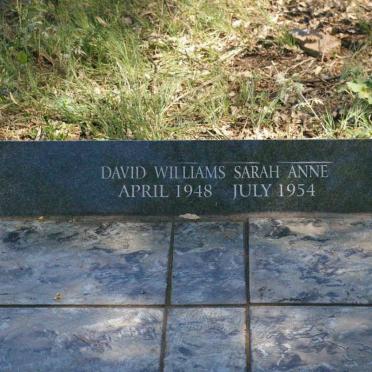 DAVID WILLIAMS SARAH ANNE
APRIL 1948 JULY 1954